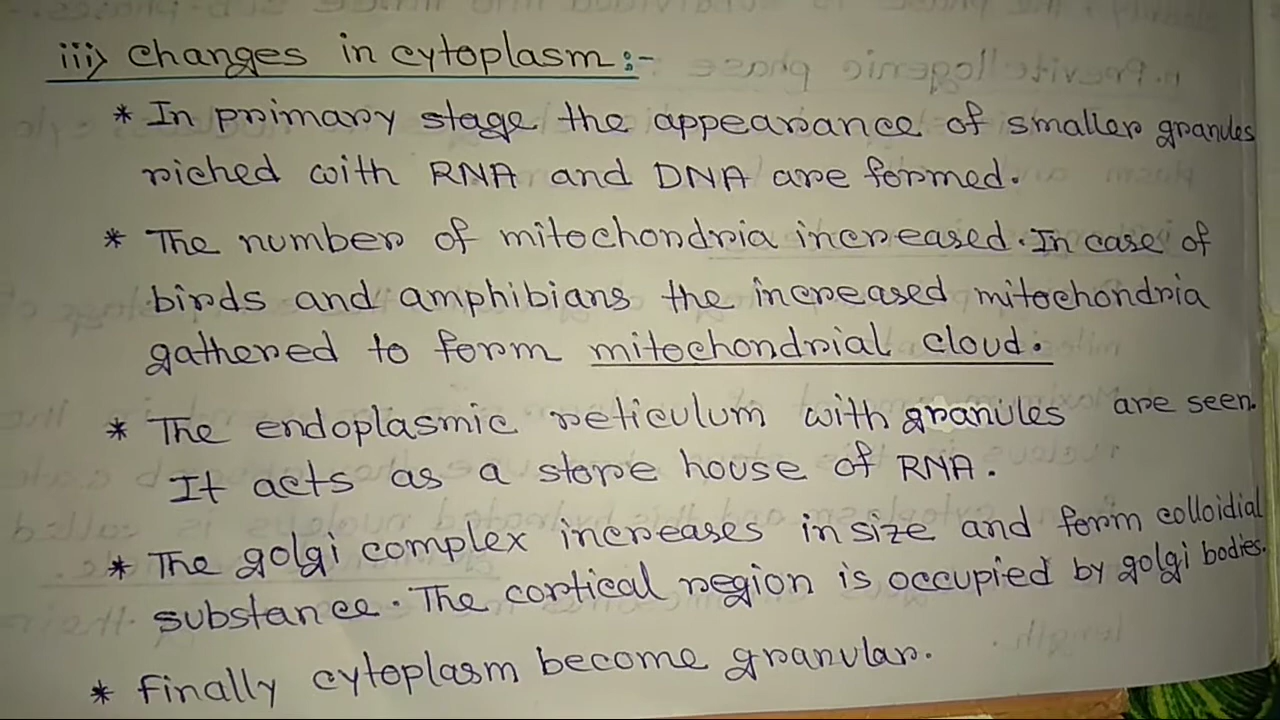 iii) Changes in cytoplasm :-
* In primary stage the appearance of smaller granules
riched with RNA and DNA are formed.
* The number of mitochondria increased. In case of
birds and amphibians the increased mitochondria
gathered to form mitochondrial cloud.
* The endoplasmic reticulum with granules are seen.
It acts as a store house of RNA.
* The golgi complex increases in size and form colloidial
substance. The cortical region is occupied by golgi bodies.
* Finally cytoplasm become granular.